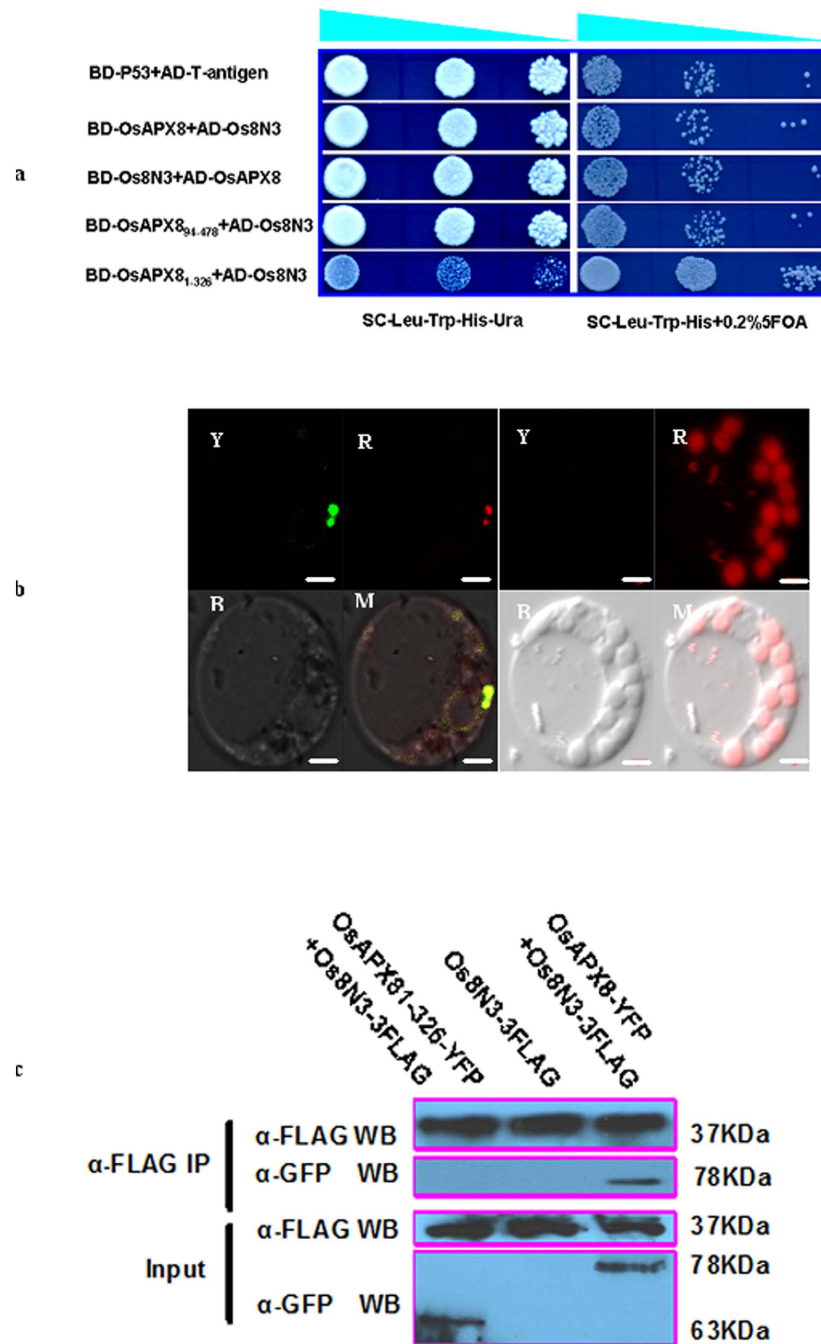 BD-P53+AD-T-antigen
BD-OsAPX8+AD-Os8N3
a
BD-Os8N3+AD-OsAPX8
BD-OsAPX894-478+AD-Os8N3
BD-OsAPX81-326+AD-Os8N3
SC-Leu-Trp-His-Ura
SC-Leu-Trp-His+0.2%5FOA
Y
R
Y
R
b
B
M
B
M
OsAPX81-326-YFP
+Os8N3-3FLAG
Os8N3-3FLAG
OsAPX8-YFP
+Os8N3-3FLAG
c
α-FLAG IP
α-FLAG WB
37KDa
α-GFP WB
78KDa
Input
α-FLAG WB
37KDa
78KDa
α-GFP WB
63KDa